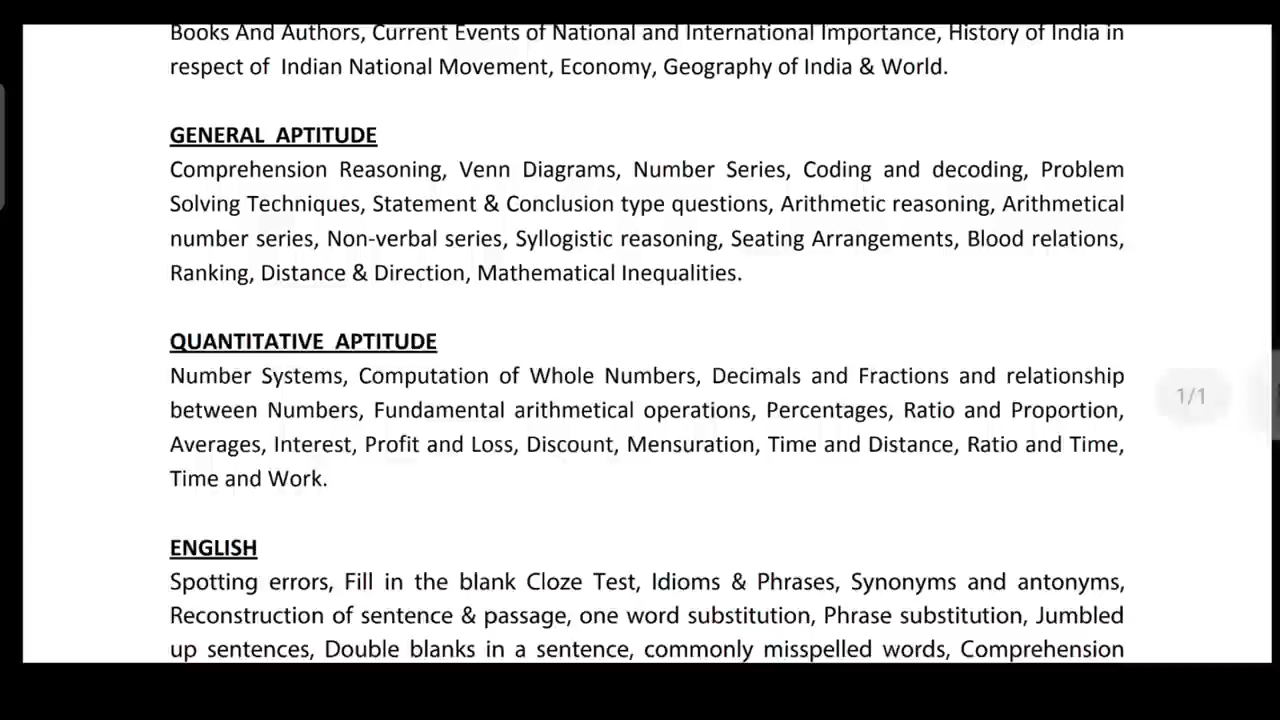 Books And Authors, Current Events of National and International Importance, History of India in
respect of Indian National Movement, Economy, Geography of India & World.
GENERAL APTITUDE
Comprehension Reasoning, Venn Diagrams, Number Series, Coding and decoding, Problem
Solving Techniques, Statement & Conclusion type questions, Arithmetic reasoning, Arithmetical
number series, Non-verbal series, Syllogistic reasoning, Seating Arrangements, Blood relations,
Ranking, Distance & Direction, Mathematical Inequalities.
QUANTITATIVE APTITUDE
Number Systems, Computation of Whole Numbers, Decimals and Fractions and relationship
between Numbers, Fundamental arithmetical operations, Percentages, Ratio and Proportion,
Averages, Interest, Profit and Loss, Discount, Mensuration, Time and Distance, Ratio and Time,
Time and Work.
1/1
ENGLISH
Spotting errors, Fill in the blank Cloze Test, Idioms & Phrases, Synonyms and antonyms,
Reconstruction of sentence & passage, one word substitution, Phrase substitution, Jumbled
up sentences, Double blanks in a sentence, commonly misspelled words, Comprehension